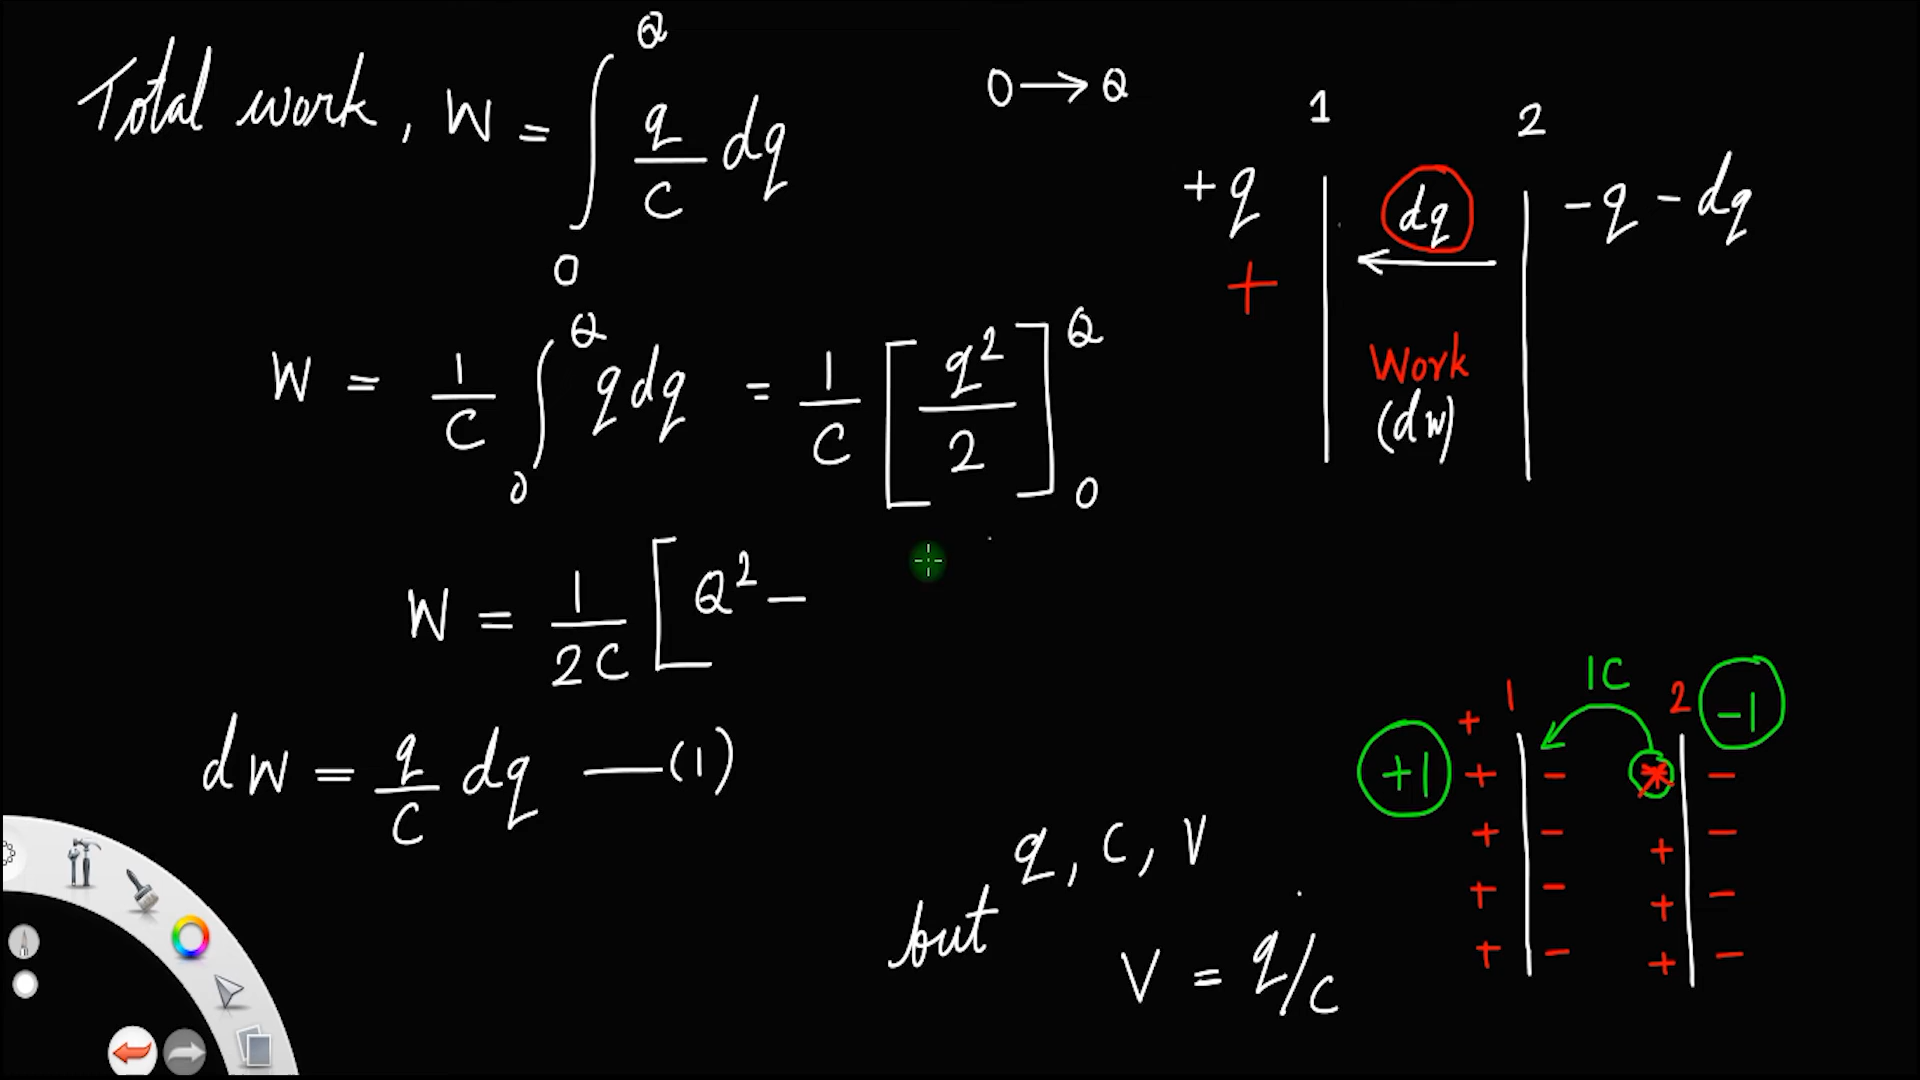 Total work, W = ∫₀^Q q/C dq
0 → Q
1 2
+q dq -q - dq
+
Work
(dw)
W = 1/C ∫₀^Q q dq = 1/C [q²/2]₀^Q
W = 1/2C [Q² -
dw = q/C dq —(1)
but q, C, V
V = q/C
1C
1 2 -1
+
+1 + - -
+ - + -
+ - + -
+ - + -